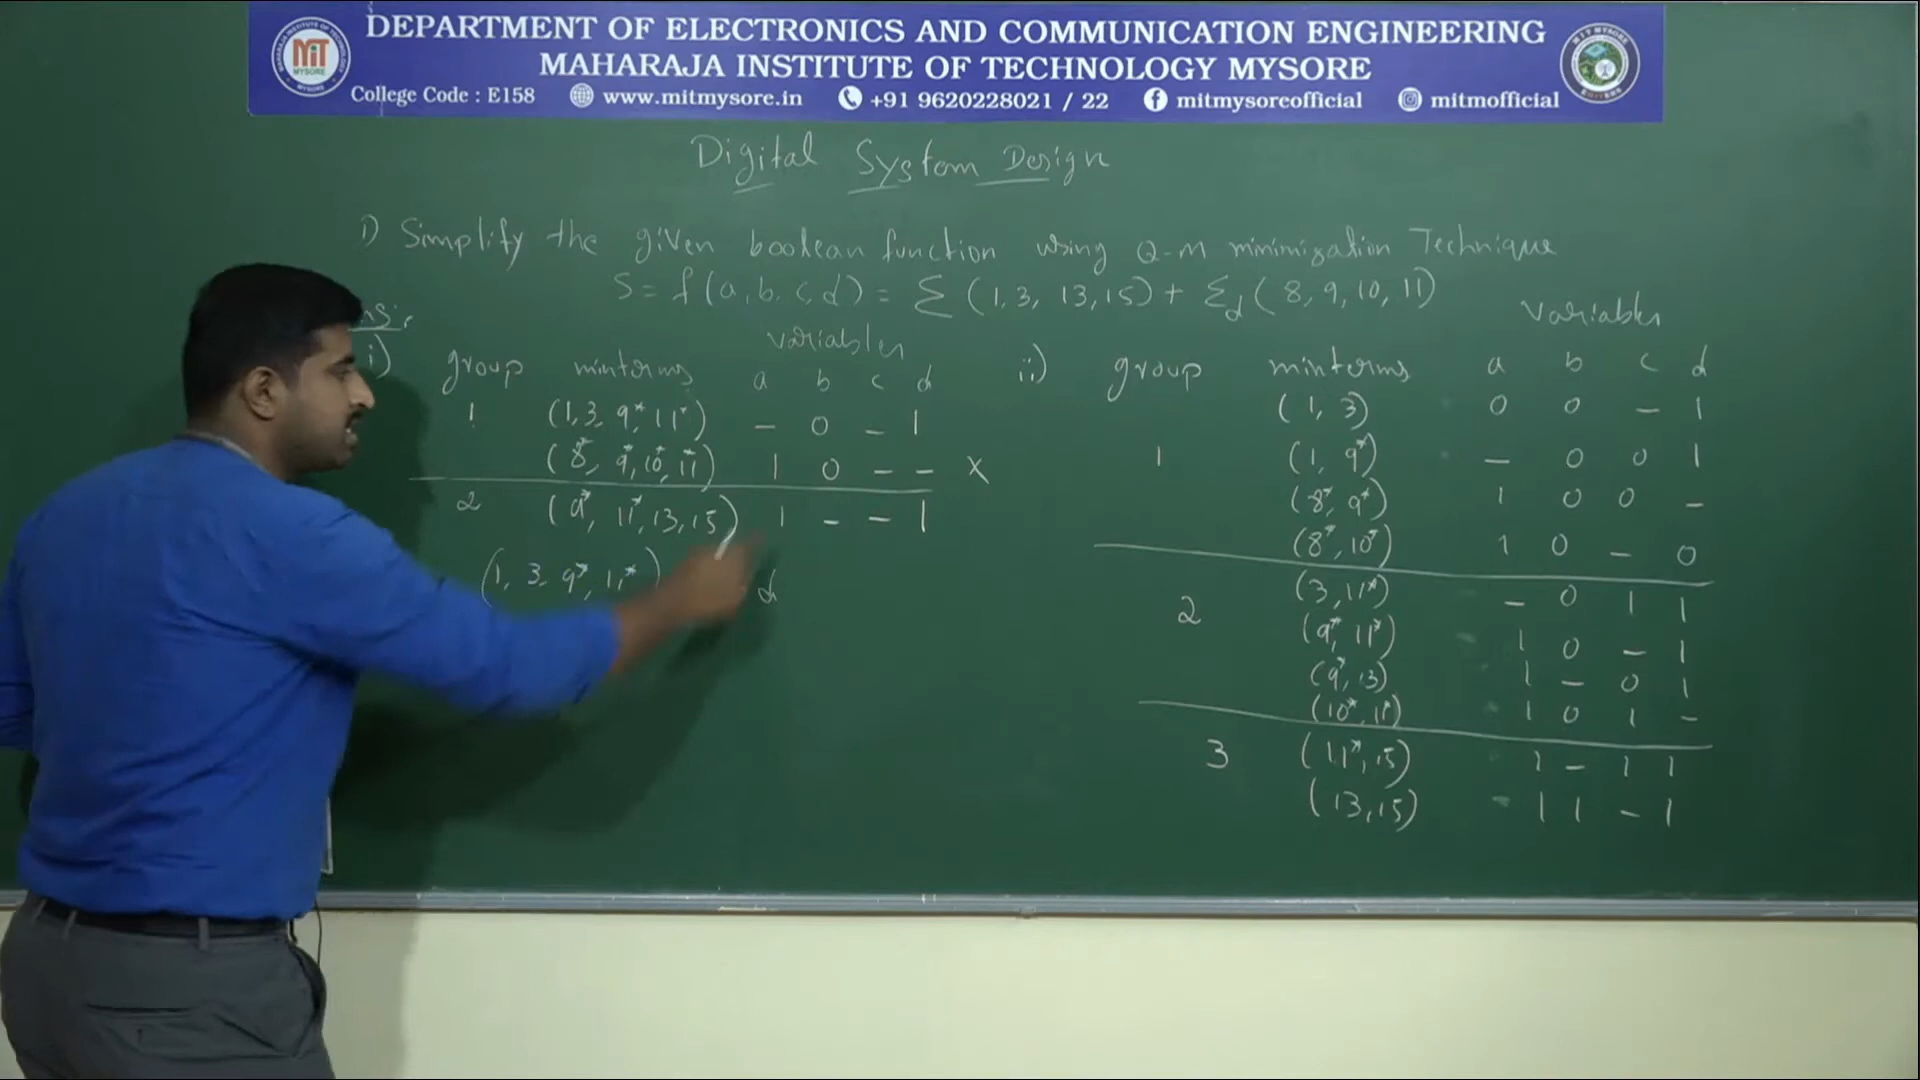 DEPARTMENT OF ELECTRONICS AND COMMUNICATION ENGINEERING
MAHARAJA INSTITUTE OF TECHNOLOGY MYSORE
MIT
MYSORE
College Code : E158 www.mitmysore.in +91 9620228021 / 22 mitmysoreofficial mitmofficial
Digital System Design
1) Simplify the given boolean function using Q-M minimization Technique
S = f(a, b, c, d) = Σ (1, 3, 13, 15) + Σd (8, 9, 10, 11)
i)
variables
group minterms a b c d
1 (1, 3, 9*, 11*) – 0 – 1
(8*, 9*, 10*, 11*) 1 0 – – X
2 (9*, 11*, 13, 15) 1 – – 1
(1, 3, 9*, 11*) d
ii)
variables
group minterms a b c d
(1, 3) 0 0 – 1
1 (1, 9*) – 0 0 1
(8*, 9*) 1 0 0 –
(8*, 10*) 1 0 – 0
(3, 11*) – 0 1 1
2 (9*, 11*) 1 0 – 1
(9*, 13) 1 – 0 1
(10*, 11*) 1 0 1 –
3 (11*, 15) 1 – 1 1
(13, 15) 1 1 – 1